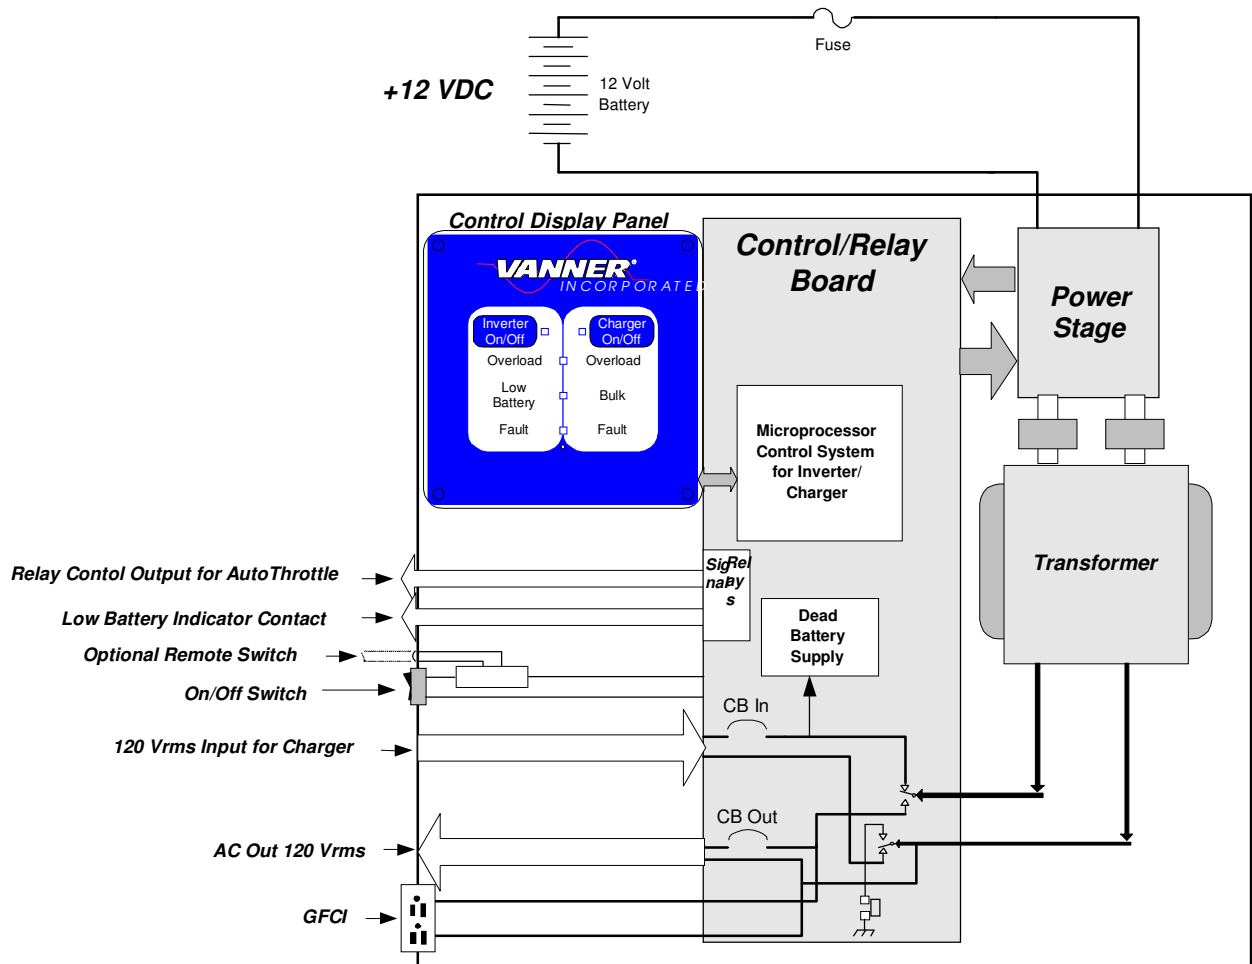 Fuse
+12 VDC
12 Volt
Battery
Control Display Panel
VANNER
INCORPORATED
Inverter
On/Off
Charger
On/Off
Overload
Overload
Low
Battery
Bulk
Fault
Fault
Control/Relay
Board
Power
Stage
Microprocessor
Control System
for Inverter/
Charger
Transformer
Signal
Relays
Dead
Battery
Supply
Relay Contol Output for AutoThrottle
Low Battery Indicator Contact
Optional Remote Switch
On/Off Switch
CB In
120 Vrms Input for Charger
CB Out
AC Out 120 Vrms
GFCI